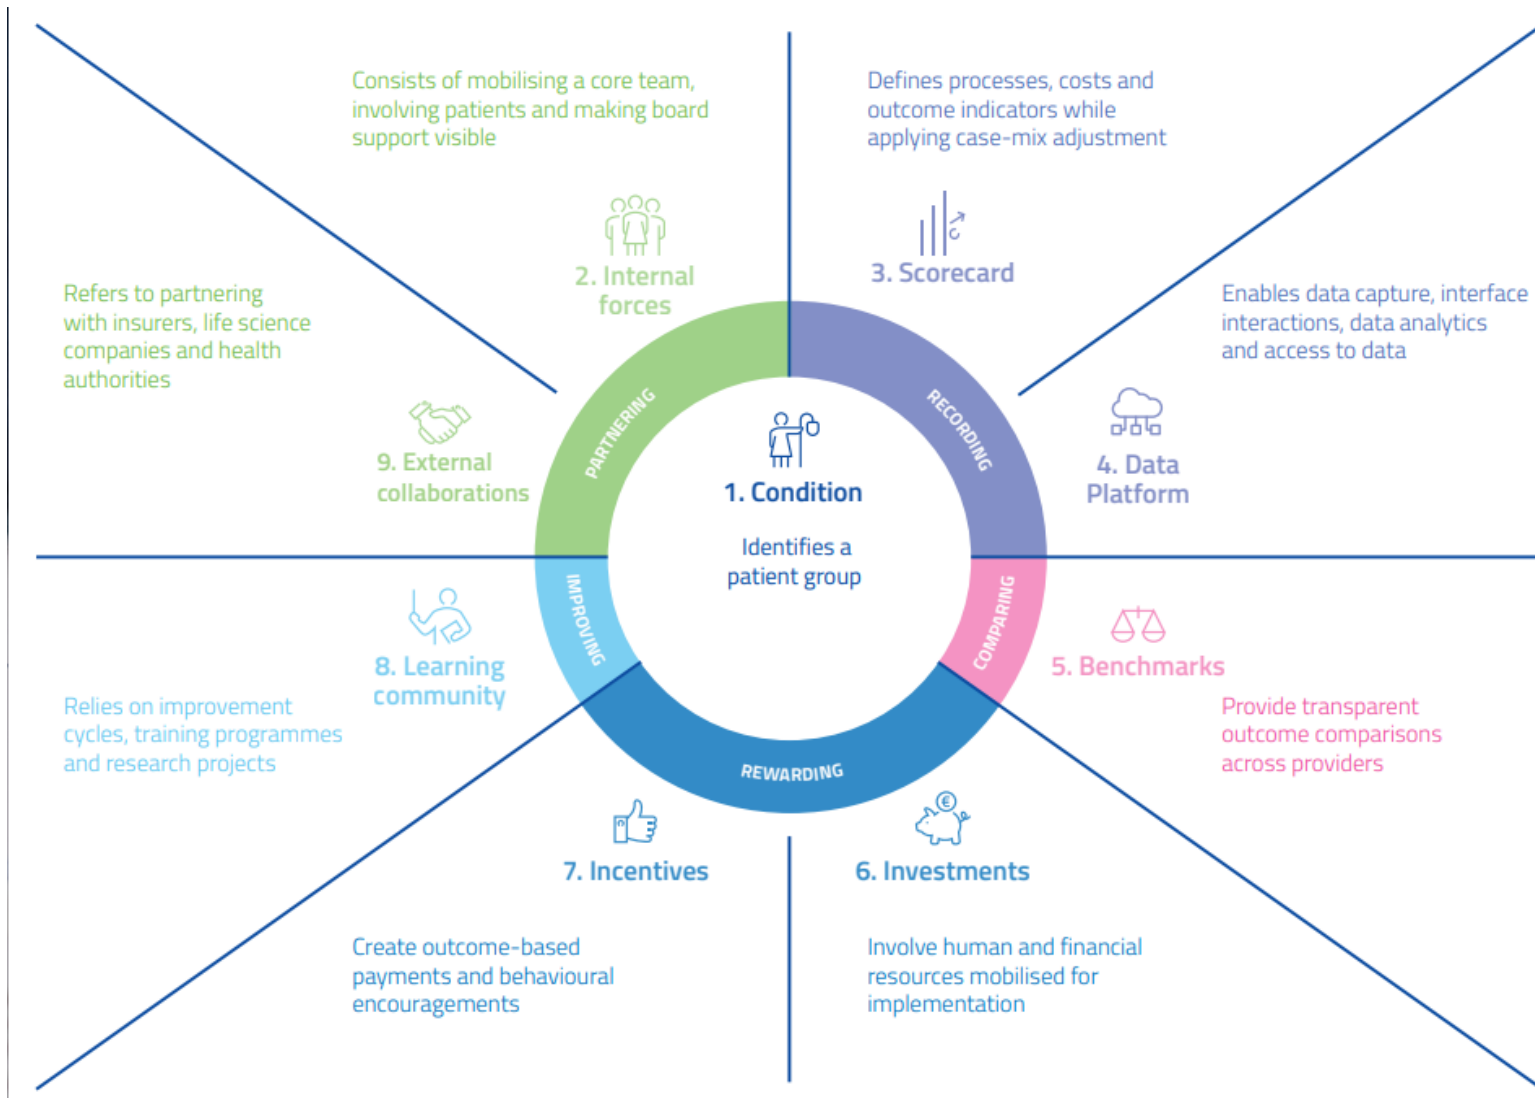 Consists of mobilising a core team,
involving patients and making board
support visible
2. Internal
forces
Defines processes, costs and
outcome indicators while
applying case-mix adjustment
3. Scorecard
Refers to partnering
with insurers, life science
companies and health
authorities
9. External
collaborations
Enables data capture, interface
interactions, data analytics
and access to data
4. Data
Platform
PARTNERING
RECORDING
1. Condition
Identifies a
patient group
IMPROVING
COMPARING
REWARDING
8. Learning
community
Relies on improvement
cycles, training programmes
and research projects
5. Benchmarks
Provide transparent
outcome comparisons
across providers
7. Incentives
Create outcome-based
payments and behavioural
encouragements
€
6. Investments
Involve human and financial
resources mobilised for
implementation